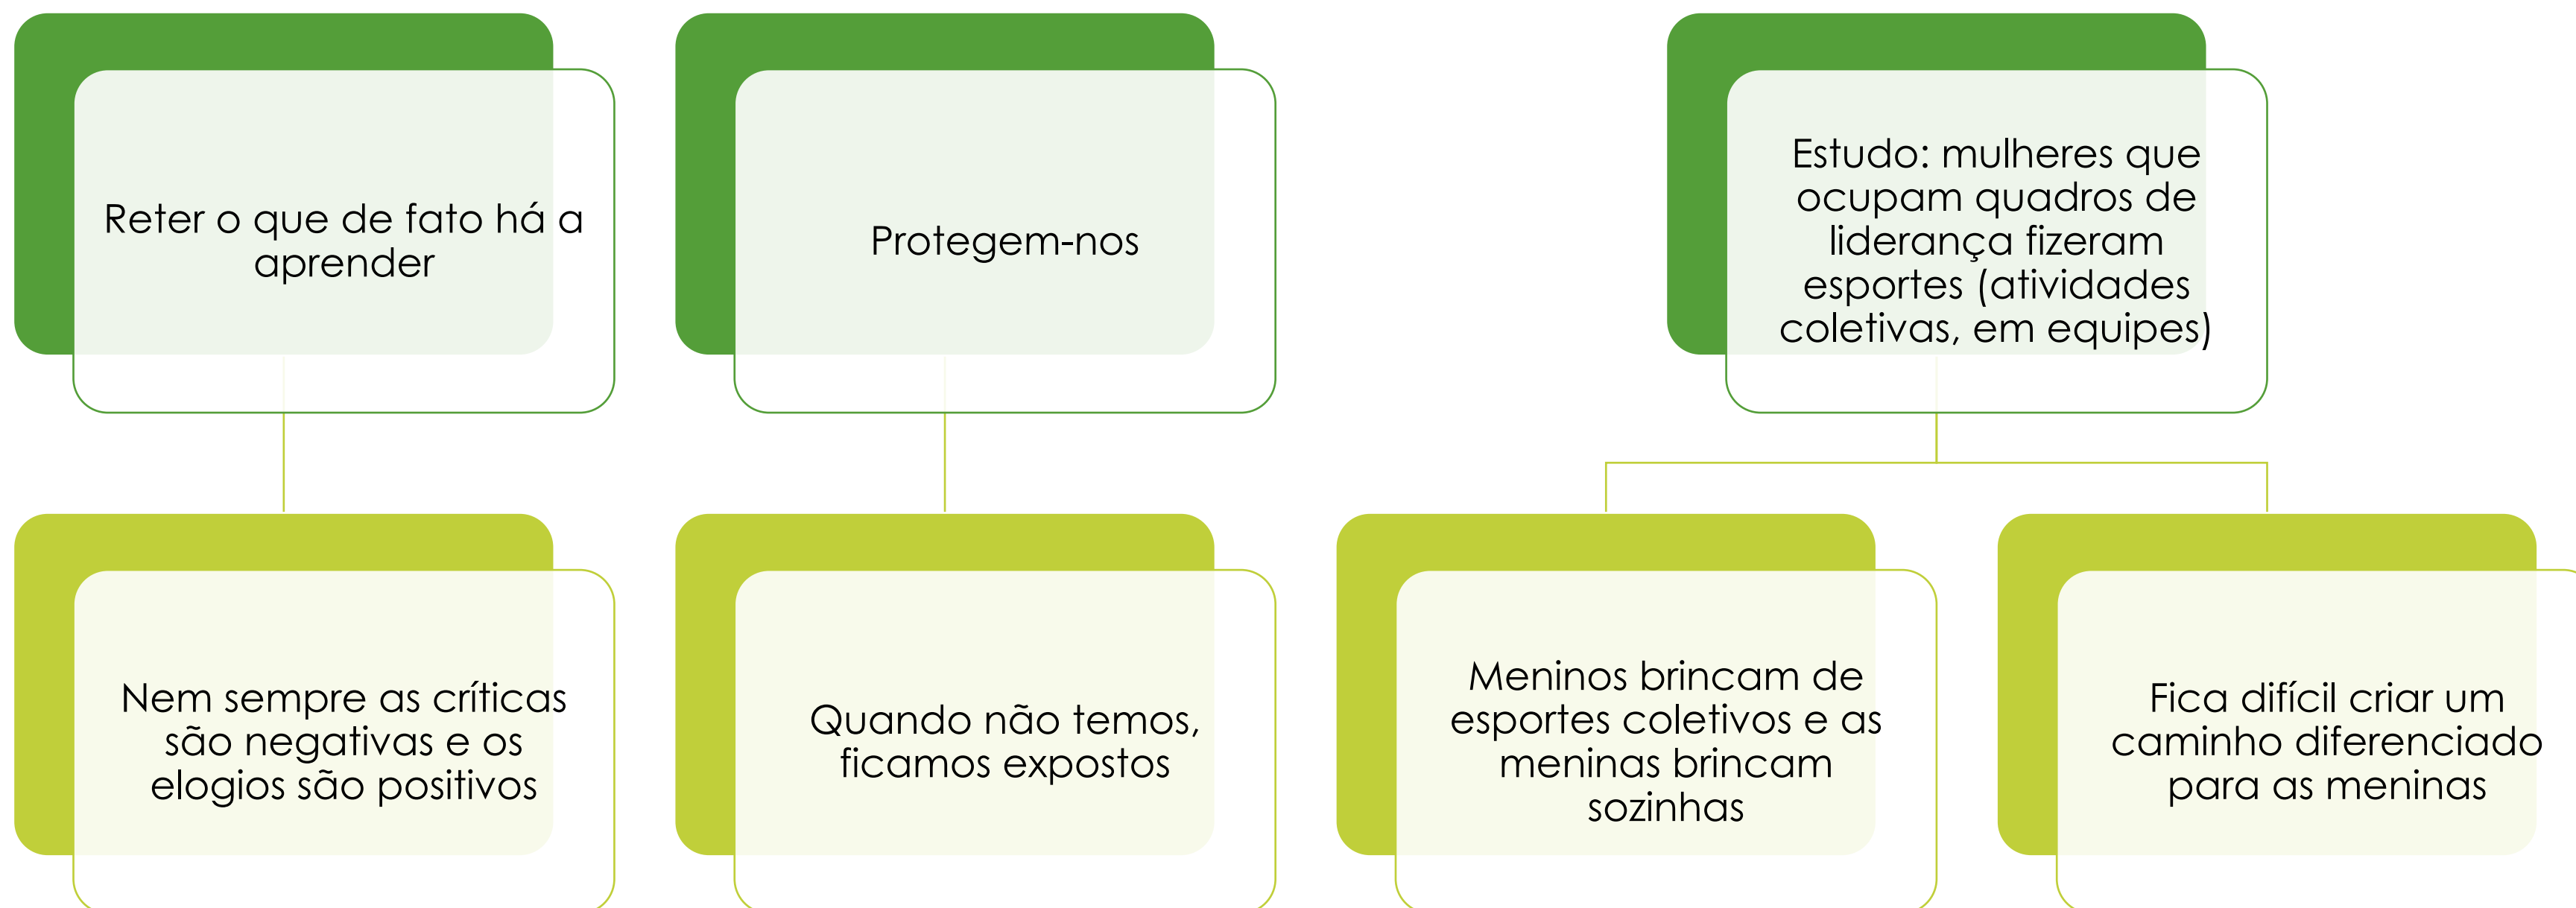 Reter o que de fato há a
aprender
Protegem-nos
Estudo: mulheres que
ocupam quadros de
liderança fizeram
esportes (atividades
coletivas, em equipes)
Nem sempre as críticas
são negativas e os
elogios são positivos
Quando não temos,
ficamos expostos
Meninos brincam de
esportes coletivos e as
meninas brincam
sozinhas
Fica difícil criar um
caminho diferenciado
para as meninas